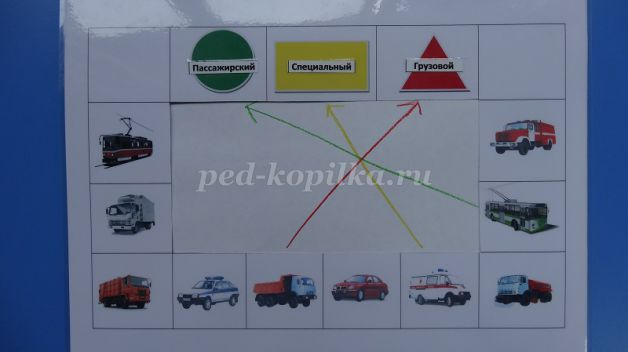 Пассажирский
Специальный
Грузовой
ped-kopilka.ru